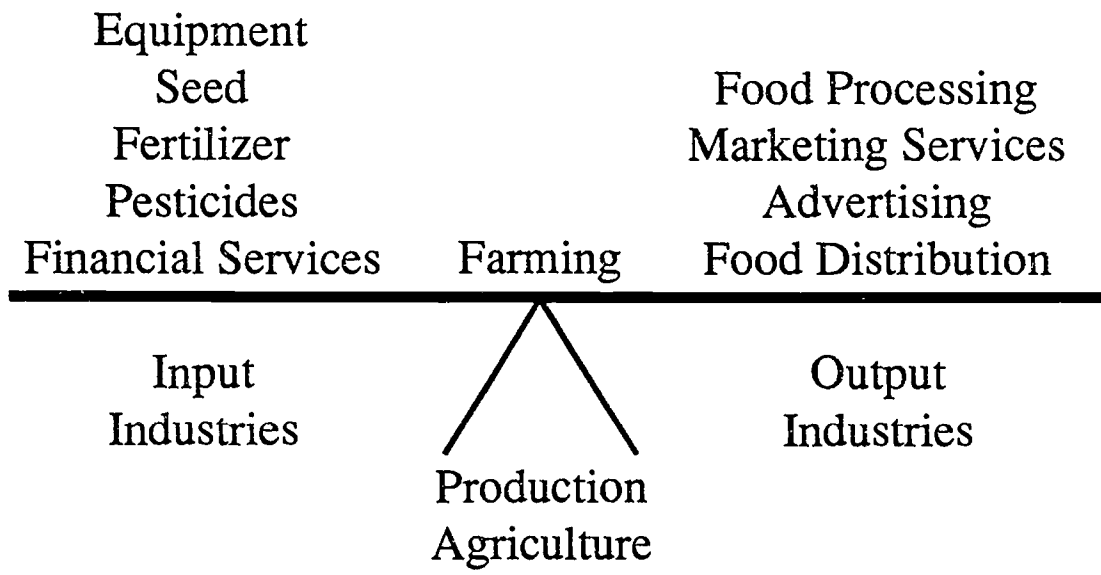 Equipment
Seed
Fertilizer
Pesticides
Financial Services
Farming
Food Processing
Marketing Services
Advertising
Food Distribution
Input
Industries
Production
Agriculture
Output
Industries